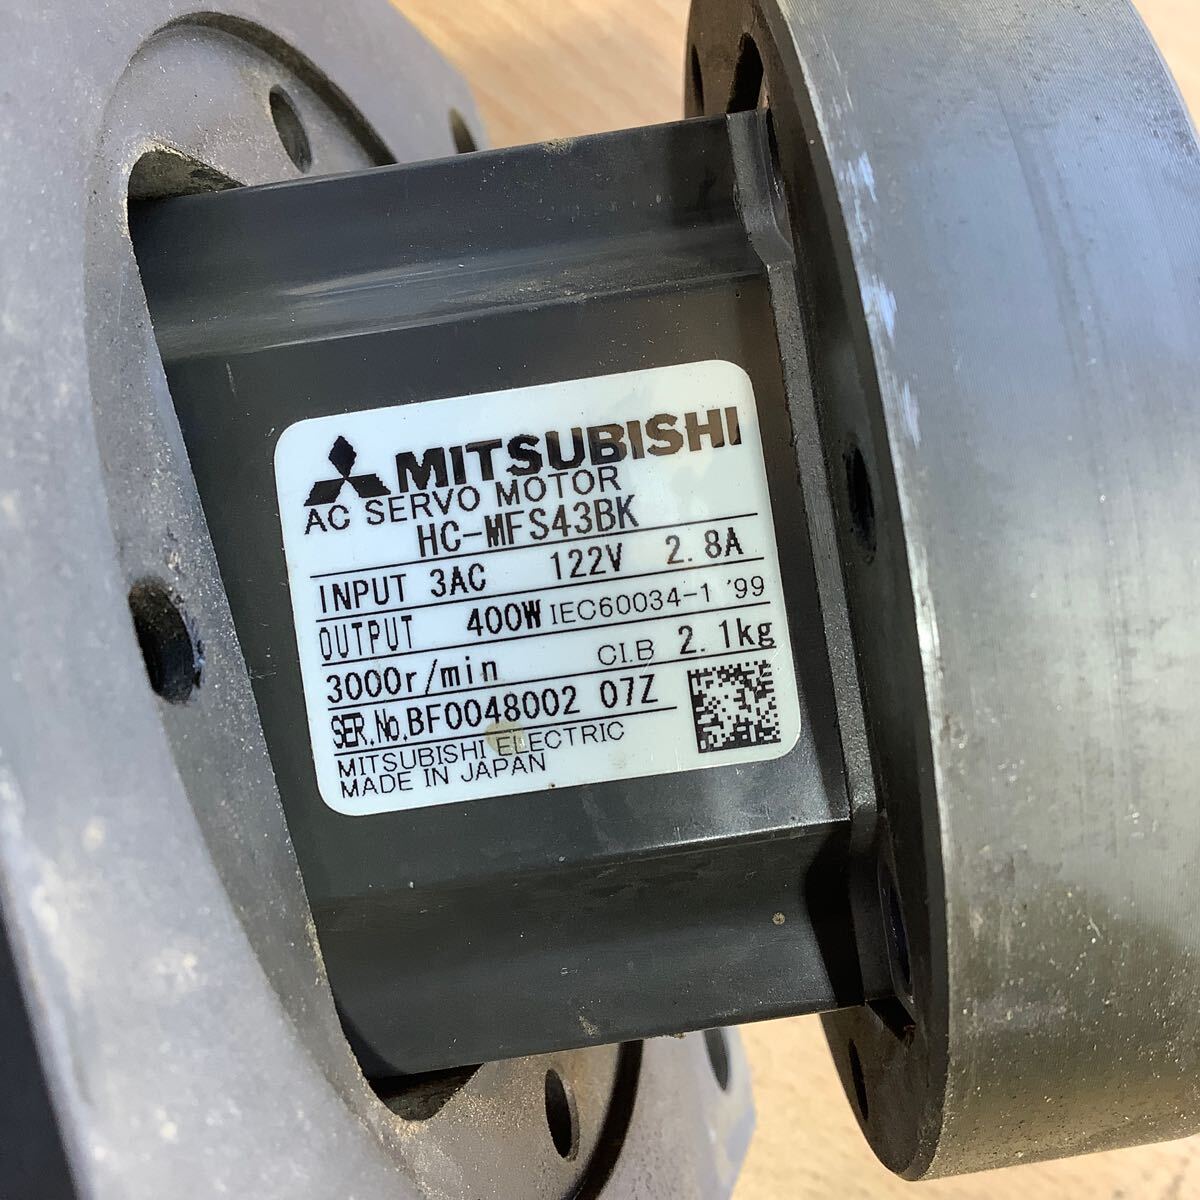 MITSUBISHI
AC SERVO MOTOR
HC-MFS43BK
INPUT 3AC 122V 2.8A
OUTPUT 400W IEC60034-1 '99
3000r/min CI.B 2.1kg
SER.No.BF0048002 07Z
MITSUBISHI ELECTRIC
MADE IN JAPAN